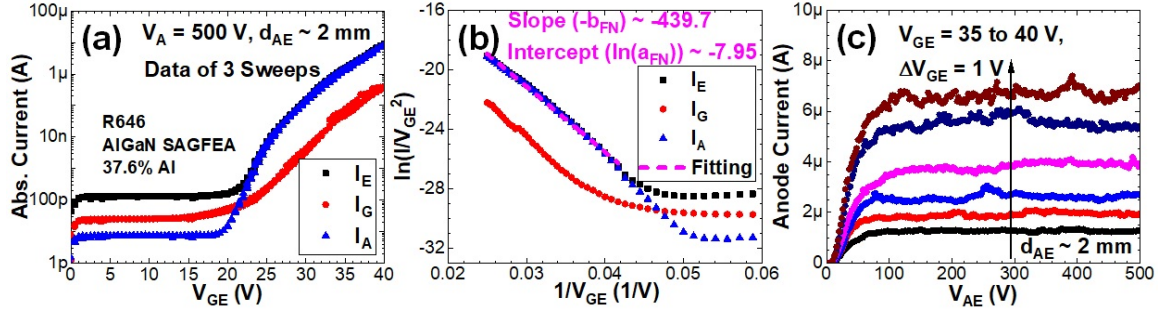 (a)
V_A = 500 V, d_AE ~ 2 mm
Data of 3 Sweeps
R646
AlGaN SAGFEA
37.6% Al
I_E
I_G
I_A
Abs. Current (A)
100μ
1μ
10n
100p
1p
0 5 10 15 20 25 30 35 40
V_GE (V)
(b)
Slope (-b_FN) ~ -439.7
Intercept (ln(a_FN)) ~ -7.95
I_E
I_G
I_A
Fitting
ln(I/V_GE^2)
-16
-20
-24
-28
-32
0.02 0.03 0.04 0.05 0.06
1/V_GE (1/V)
(c)
V_GE = 35 to 40 V,
ΔV_GE = 1 V
d_AE ~ 2 mm
Anode Current (A)
10μ
8μ
6μ
4μ
2μ
0
0 100 200 300 400 500
V_AE (V)